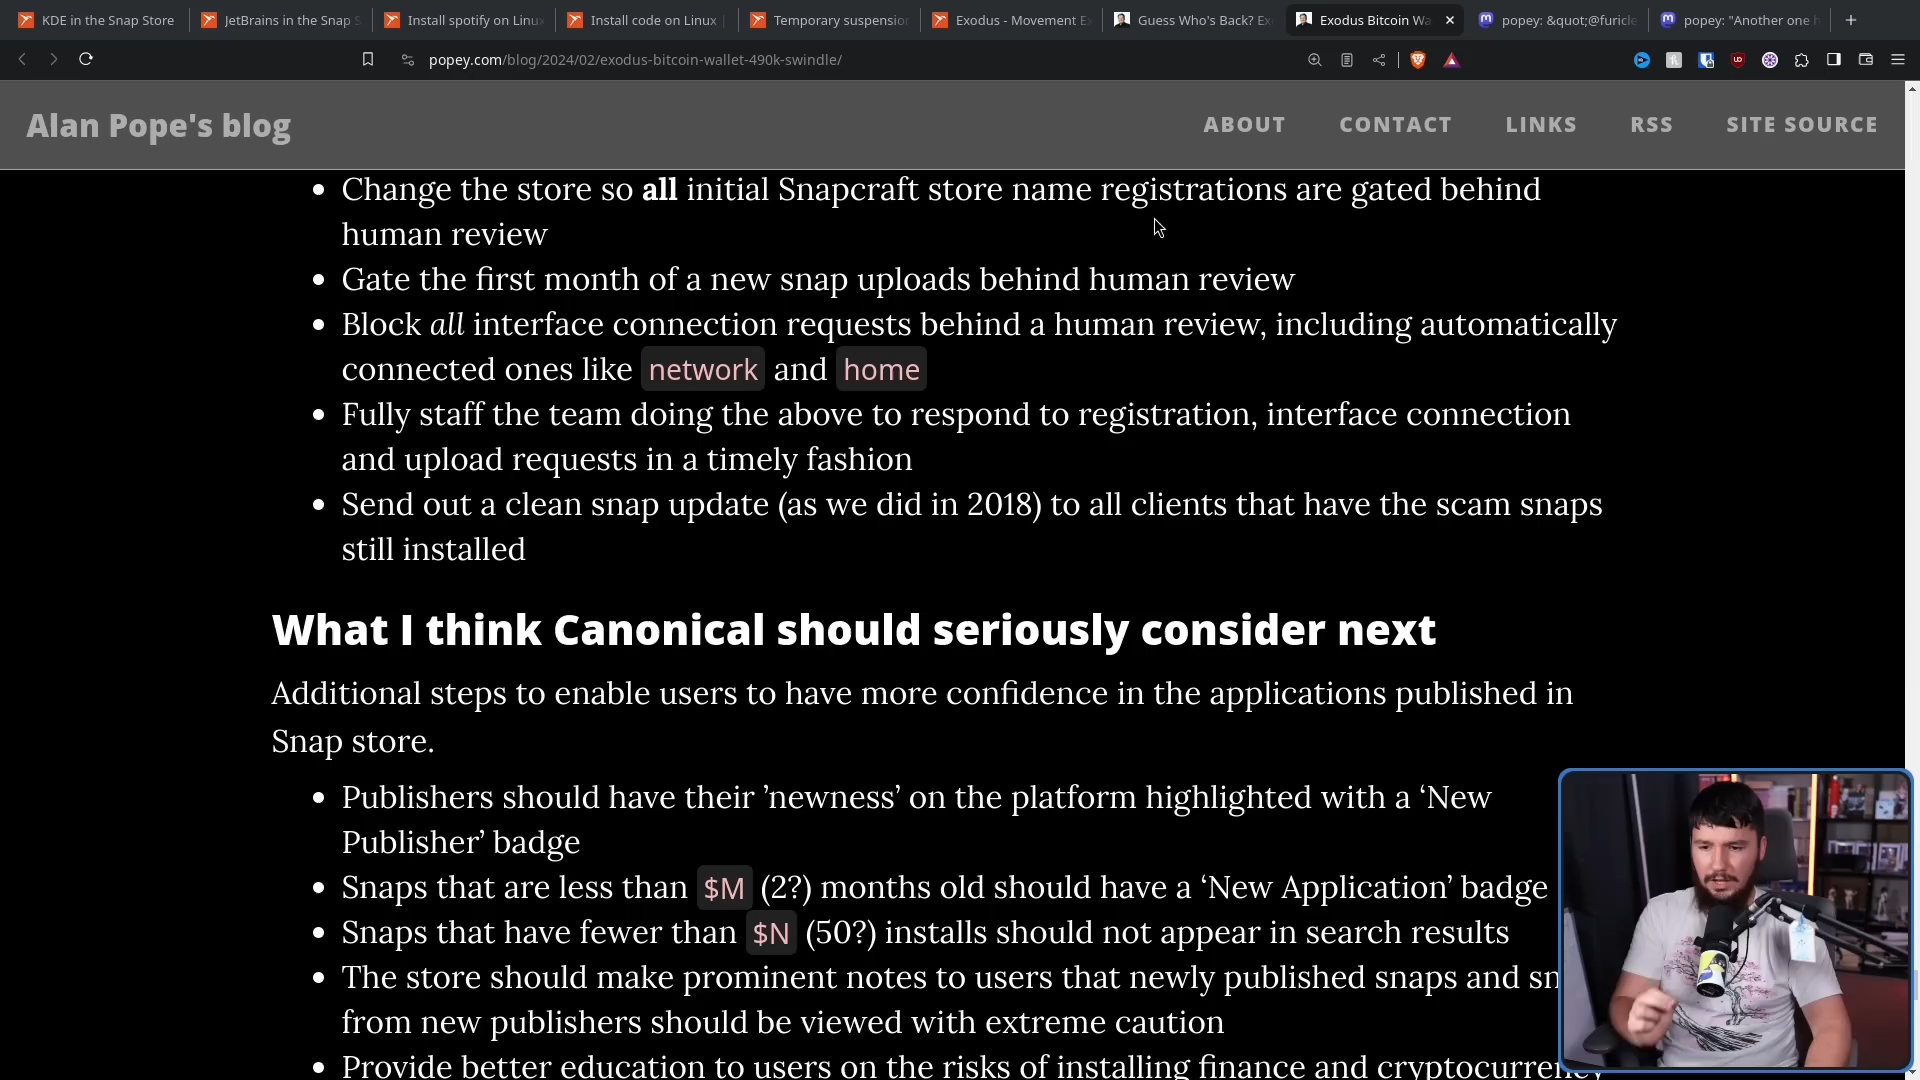 KDE in the Snap Store
JetBrains in the Snap S
Install spotify on Linu
Install code on Linux |
Temporary suspension
Exodus - Movement E
Guess Who's Back? Ex
Exodus Bitcoin Wa
popey: &quot;@furicle
popey: "Another one h
popey.com/blog/2024/02/exodus-bitcoin-wallet-490k-swindle/
Alan Pope's blog
ABOUT
CONTACT
LINKS
RSS
SITE SOURCE
• Change the store so all initial Snapcraft store name registrations are gated behind
human review
• Gate the first month of a new snap uploads behind human review
• Block all interface connection requests behind a human review, including automatically
connected ones like network and home
• Fully staff the team doing the above to respond to registration, interface connection
and upload requests in a timely fashion
• Send out a clean snap update (as we did in 2018) to all clients that have the scam snaps
still installed
What I think Canonical should seriously consider next
Additional steps to enable users to have more confidence in the applications published in
Snap store.
• Publishers should have their ’newness’ on the platform highlighted with a ‘New
Publisher’ badge
• Snaps that are less than $M (2?) months old should have a ‘New Application’ badge
• Snaps that have fewer than $N (50?) installs should not appear in search results
• The store should make prominent notes to users that newly published snaps and sn
from new publishers should be viewed with extreme caution
• Provide better education to users on the risks of installing finance and cryptocurrency